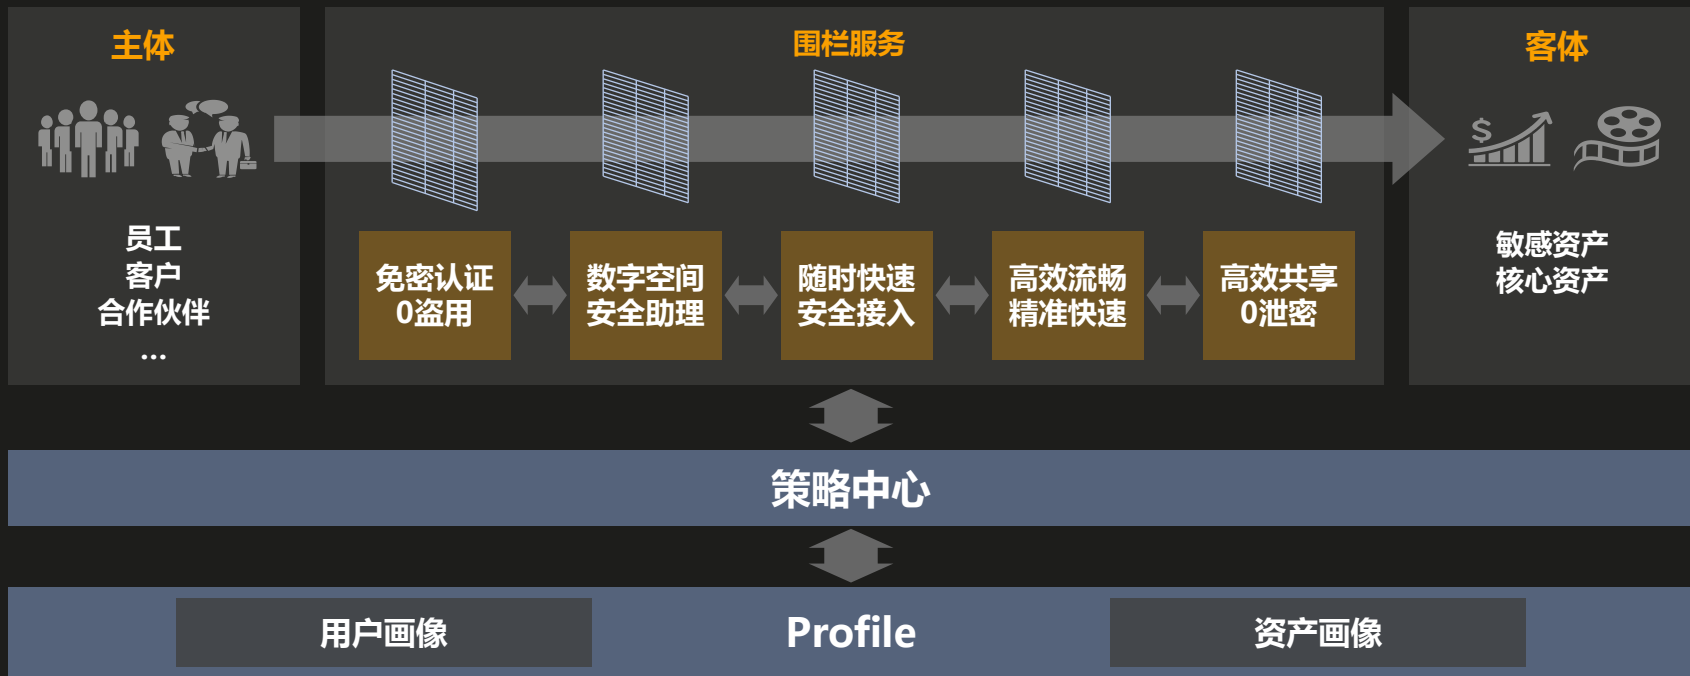 主体
员工
客户
合作伙伴
...
围栏服务
免密认证
0盗用
数字空间
安全助理
随时快速
安全接入
高效流畅
精准快速
高效共享
0泄密
客体
$
敏感资产
核心资产
策略中心
用户画像
Profile
资产画像